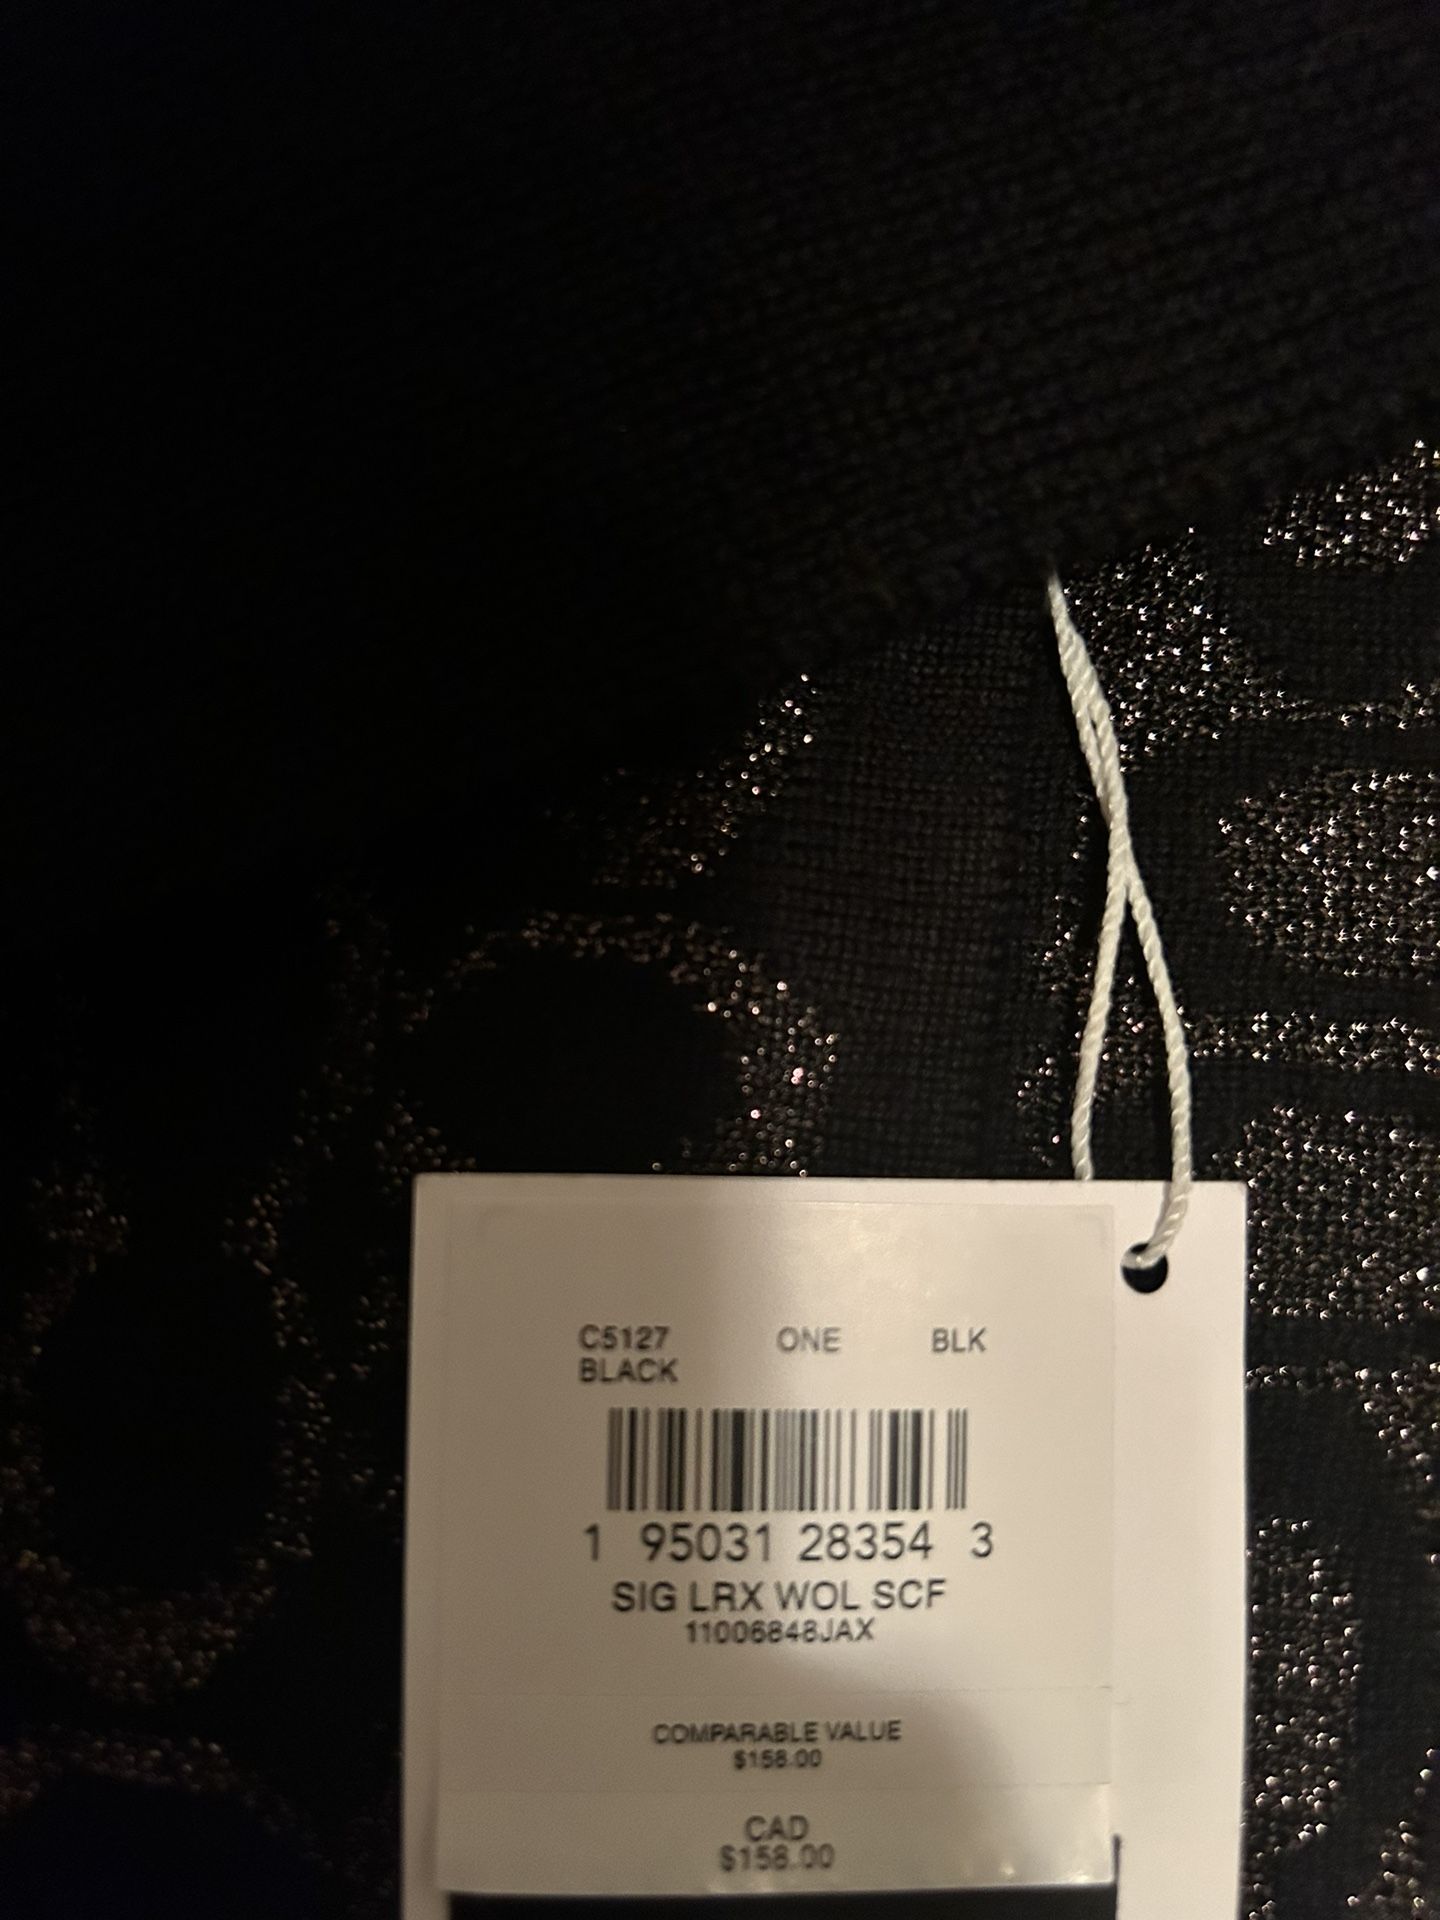 C5127 ONE BLK
BLACK
1 95031 28354 3
SIG LRX WOL SCF
11006848JAX
COMPARABLE VALUE
$158.00
CAD
$158.00